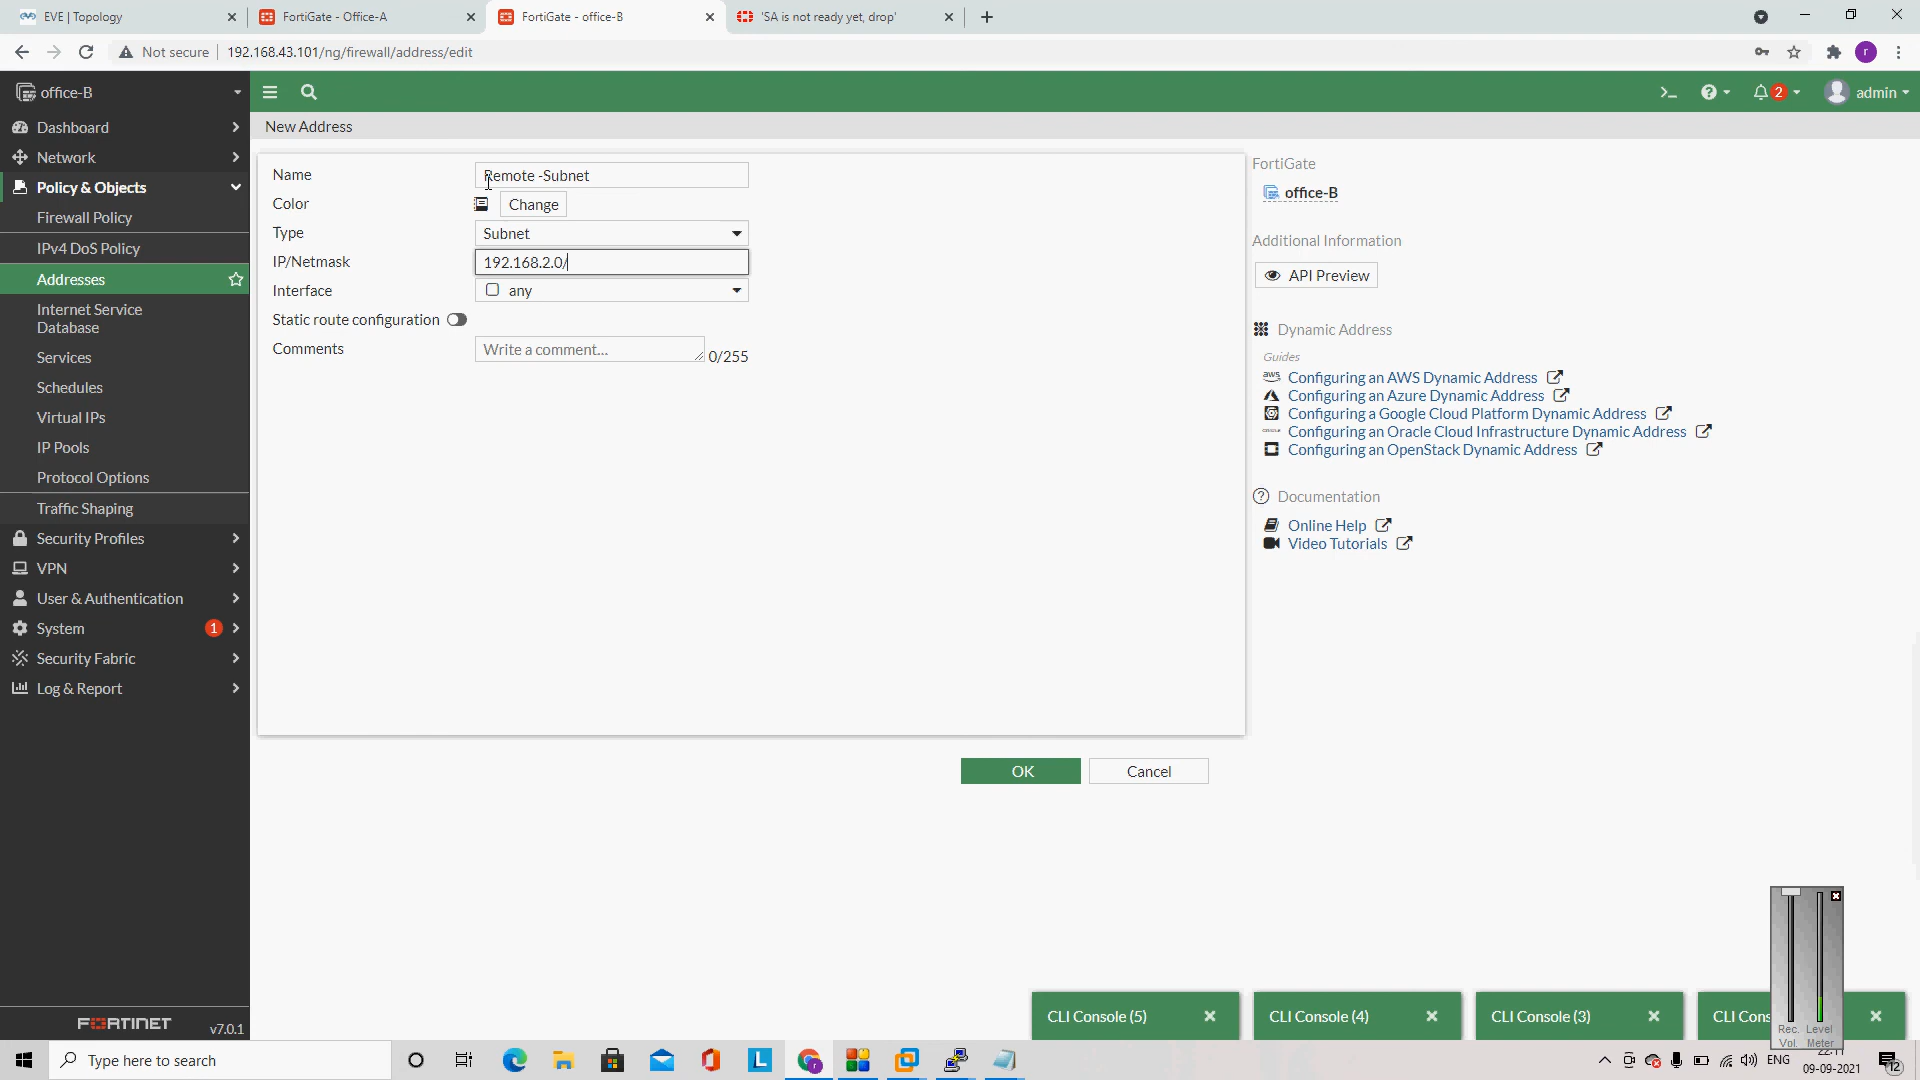 EVE | Topology
FortiGate - Office-A
FortiGate - office-B
'SA is not ready yet, drop'
Not secure
192.168.43.101/ng/firewall/address/edit
r
office-B
2
admin
Dashboard
Network
Policy & Objects
Firewall Policy
IPv4 DoS Policy
Addresses
Internet Service
Database
Services
Schedules
Virtual IPs
IP Pools
Protocol Options
Traffic Shaping
Security Profiles
VPN
User & Authentication
System
1
Security Fabric
Log & Report
FORTINET
v7.0.1
New Address
Name
Remote -Subnet
Color
Change
Type
Subnet
IP/Netmask
192.168.2.0/
Interface
any
Static route configuration
Comments
Write a comment...
0/255
OK
Cancel
FortiGate
office-B
Additional Information
API Preview
Dynamic Address
Guides
aws Configuring an AWS Dynamic Address
Configuring an Azure Dynamic Address
Configuring a Google Cloud Platform Dynamic Address
Configuring an Oracle Cloud Infrastructure Dynamic Address
Configuring an OpenStack Dynamic Address
Documentation
Online Help
Video Tutorials
CLI Console (5)
CLI Console (4)
CLI Console (3)
CLI Cons
Rec. Level
Vol. Meter
Type here to search
L
ENG
09-09-2021
12